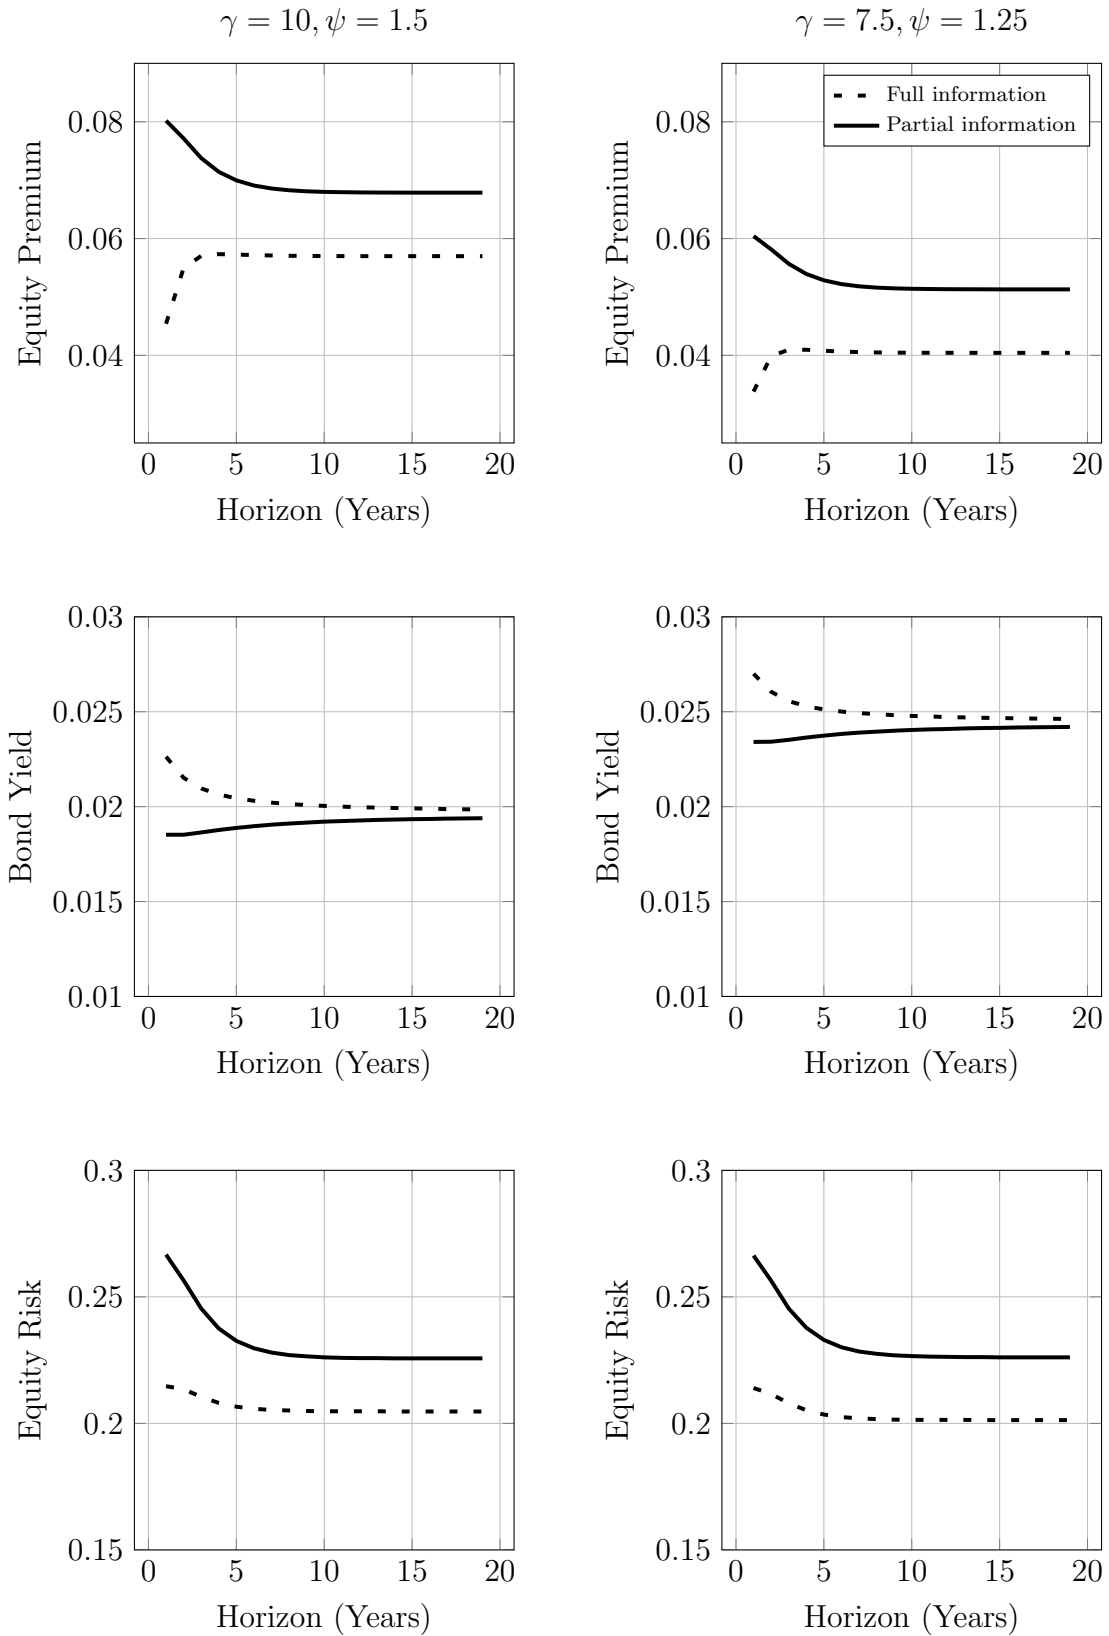 γ = 10, ψ = 1.5
γ = 7.5, ψ = 1.25
Equity Premium
0.08
0.06
0.04
0 5 10 15 20
Horizon (Years)
Full information
Partial information
Equity Premium
0.08
0.06
0.04
0 5 10 15 20
Horizon (Years)
Bond Yield
0.03
0.025
0.02
0.015
0.01
0 5 10 15 20
Horizon (Years)
Bond Yield
0.03
0.025
0.02
0.015
0.01
0 5 10 15 20
Horizon (Years)
Equity Risk
0.3
0.25
0.2
0.15
0 5 10 15 20
Horizon (Years)
Equity Risk
0.3
0.25
0.2
0.15
0 5 10 15 20
Horizon (Years)